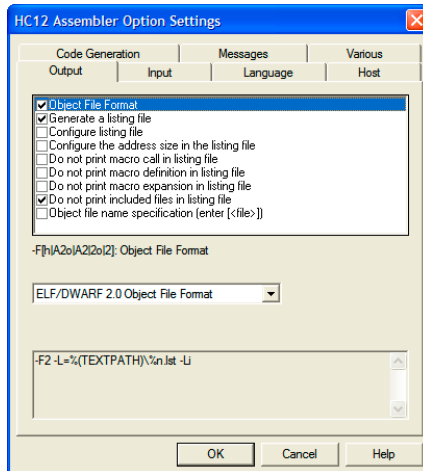 HC12 Assembler Option Settings
Code Generation Messages Various
Output Input Language Host
Object File Format
Generate a listing file
Configure listing file
Configure the address size in the listing file
Do not print macro call in listing file
Do not print macro definition in listing file
Do not print macro expansion in listing file
Do not print included files in listing file
Object file name specification (enter [<file>])
-F[h|A2o|A2|2o|2]: Object File Format
ELF/DWARF 2.0 Object File Format
-F2 -L=%(TEXTPATH)\%n.lst -Li
OK Cancel Help